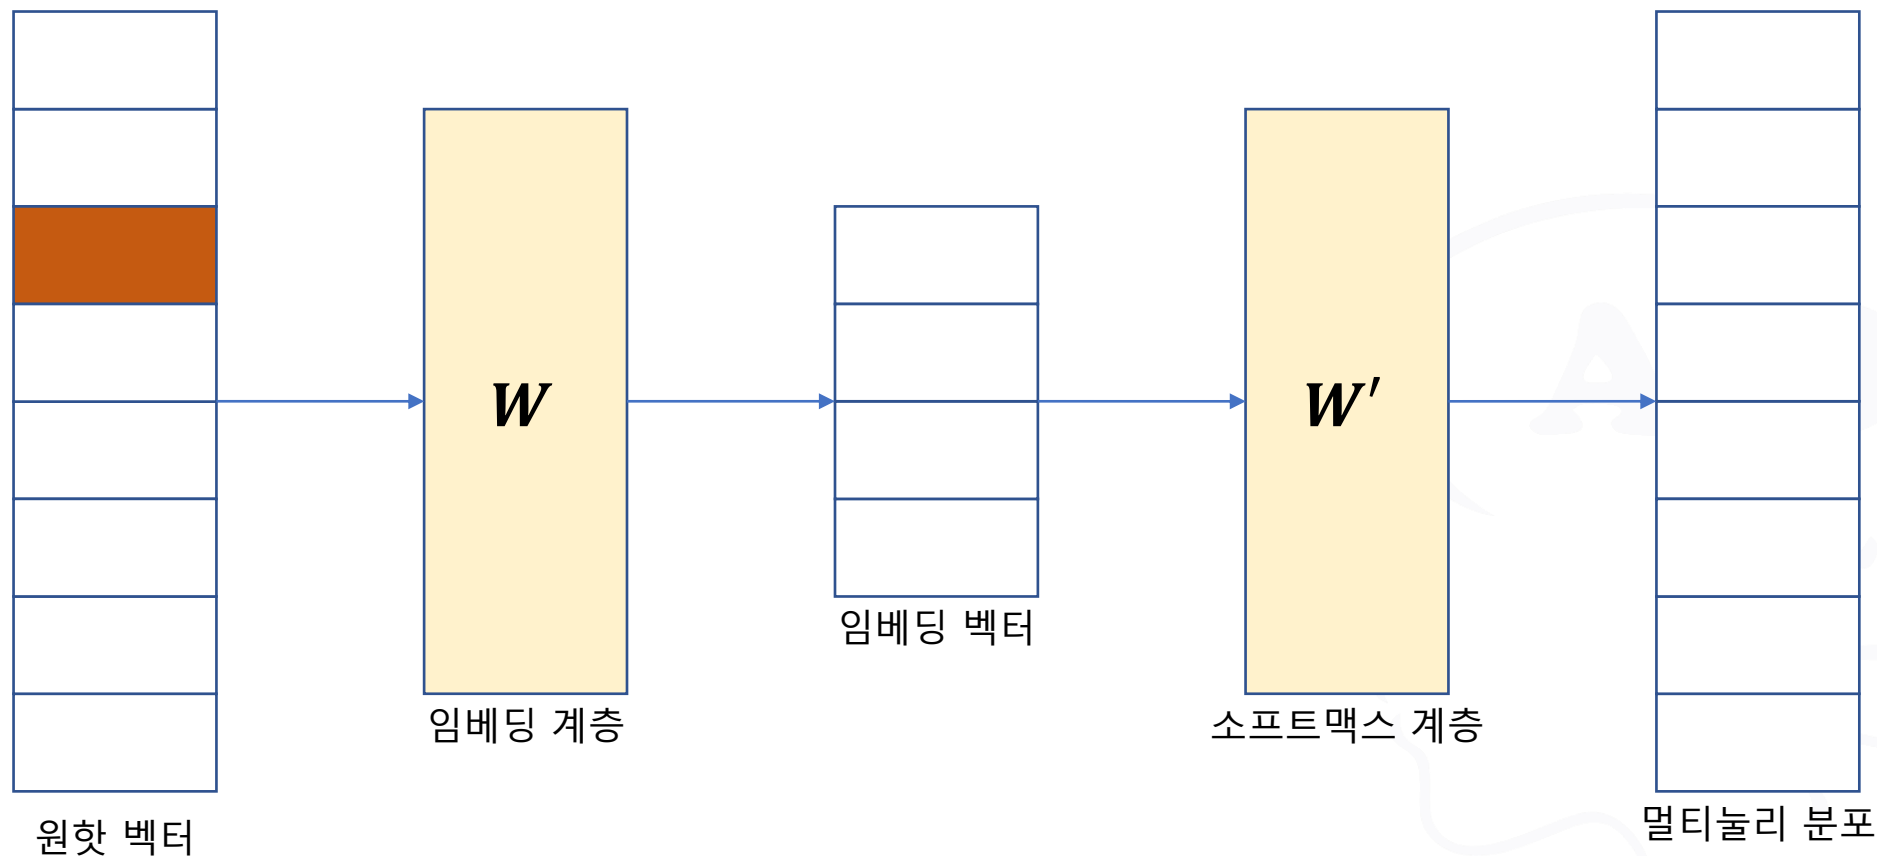 W
W′
임베딩 벡터
임베딩 계층
소프트맥스 계층
원핫 벡터
멀티눌리 분포